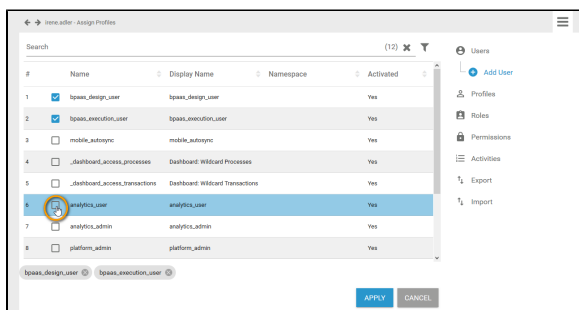 irene.adler - Assign Profiles
Search (12)
# Name Display Name Namespace Activated
1 bpaas_design_user bpaas_design_user Yes
2 bpaas_execution_user bpaas_execution_user Yes
3 mobile_autosync mobile_autosync Yes
4 _dashboard_access_processes Dashboard: Wildcard Processes Yes
5 _dashboard_access_transactions Dashboard: Wildcard Transactions Yes
6 analytics_user analytics_user Yes
7 analytics_admin analytics_admin Yes
8 platform_admin platform_admin Yes
bpaas_design_user bpaas_execution_user
APPLY CANCEL
Users
Add User
Profiles
Roles
Permissions
Activities
Export
Import